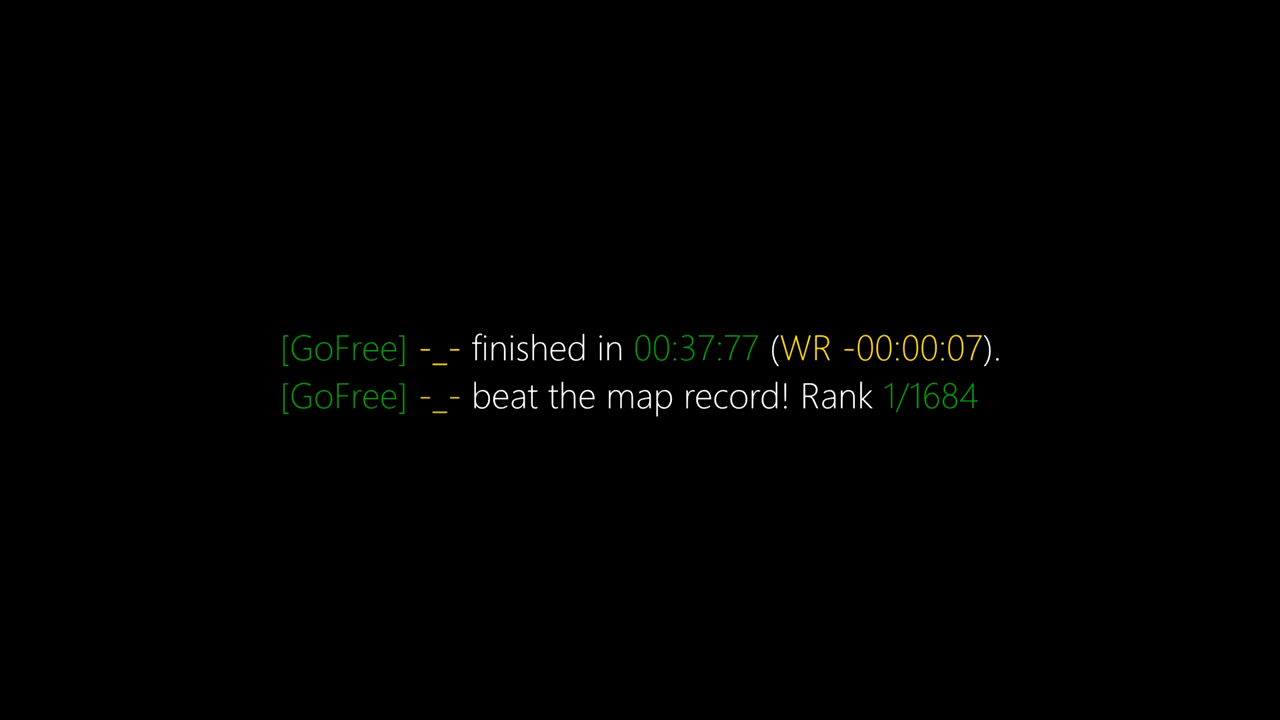 [GoFree] -_- finished in 00:37:77 (WR -00:00:07).
[GoFree] -_- beat the map record! Rank 1/1684